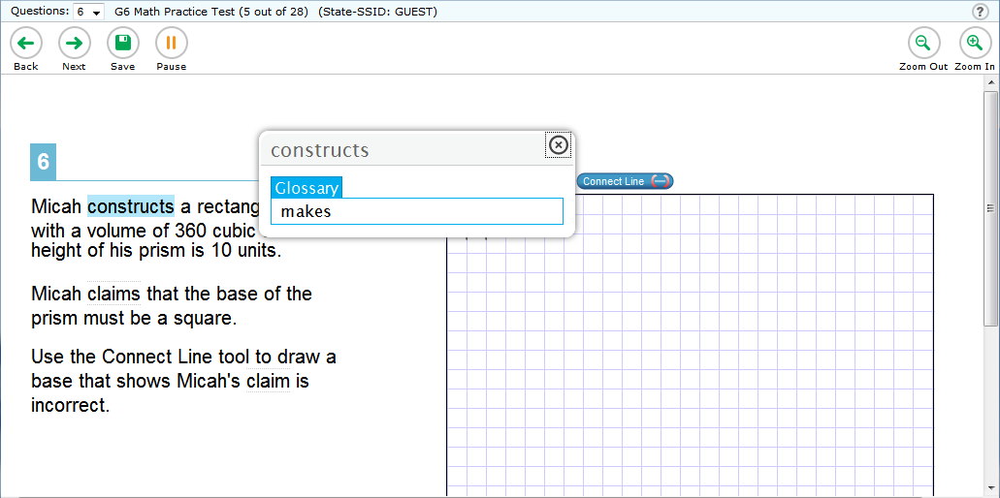 Questions: 6 G6 Math Practice Test (5 out of 28) (State-SSID: GUEST) ?
Back Next Save Pause Zoom Out Zoom In
6
constructs
Glossary
makes
Connect Line
Micah constructs a
with a volume of 360 cubic
height of his prism is 10 units.
Micah claims that the base of the
prism must be a square.
Use the Connect Line tool to draw a
base that shows Micah's claim is
incorrect.